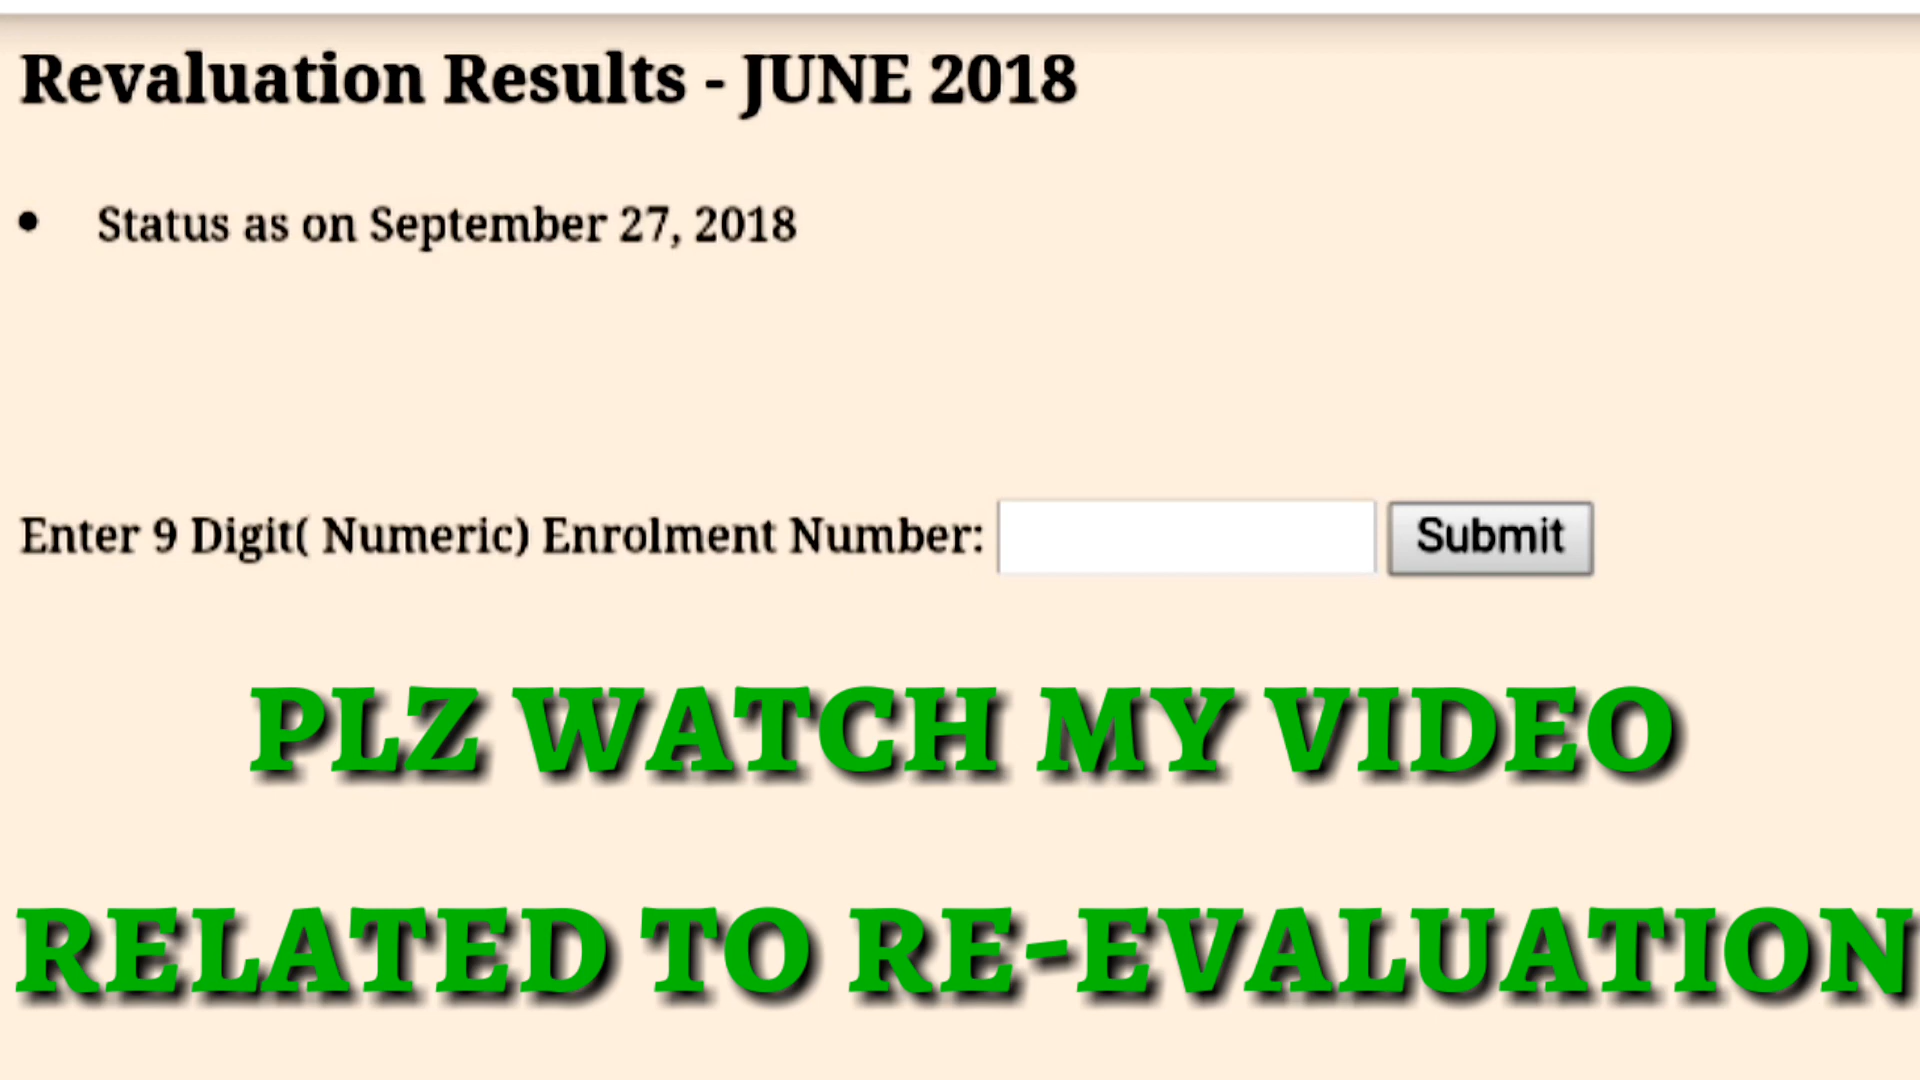 Revaluation Results - JUNE 2018
• Status as on September 27, 2018
Enter 9 Digit( Numeric) Enrolment Number: Submit
PLZ WATCH MY VIDEO
RELATED TO RE-EVALUATION